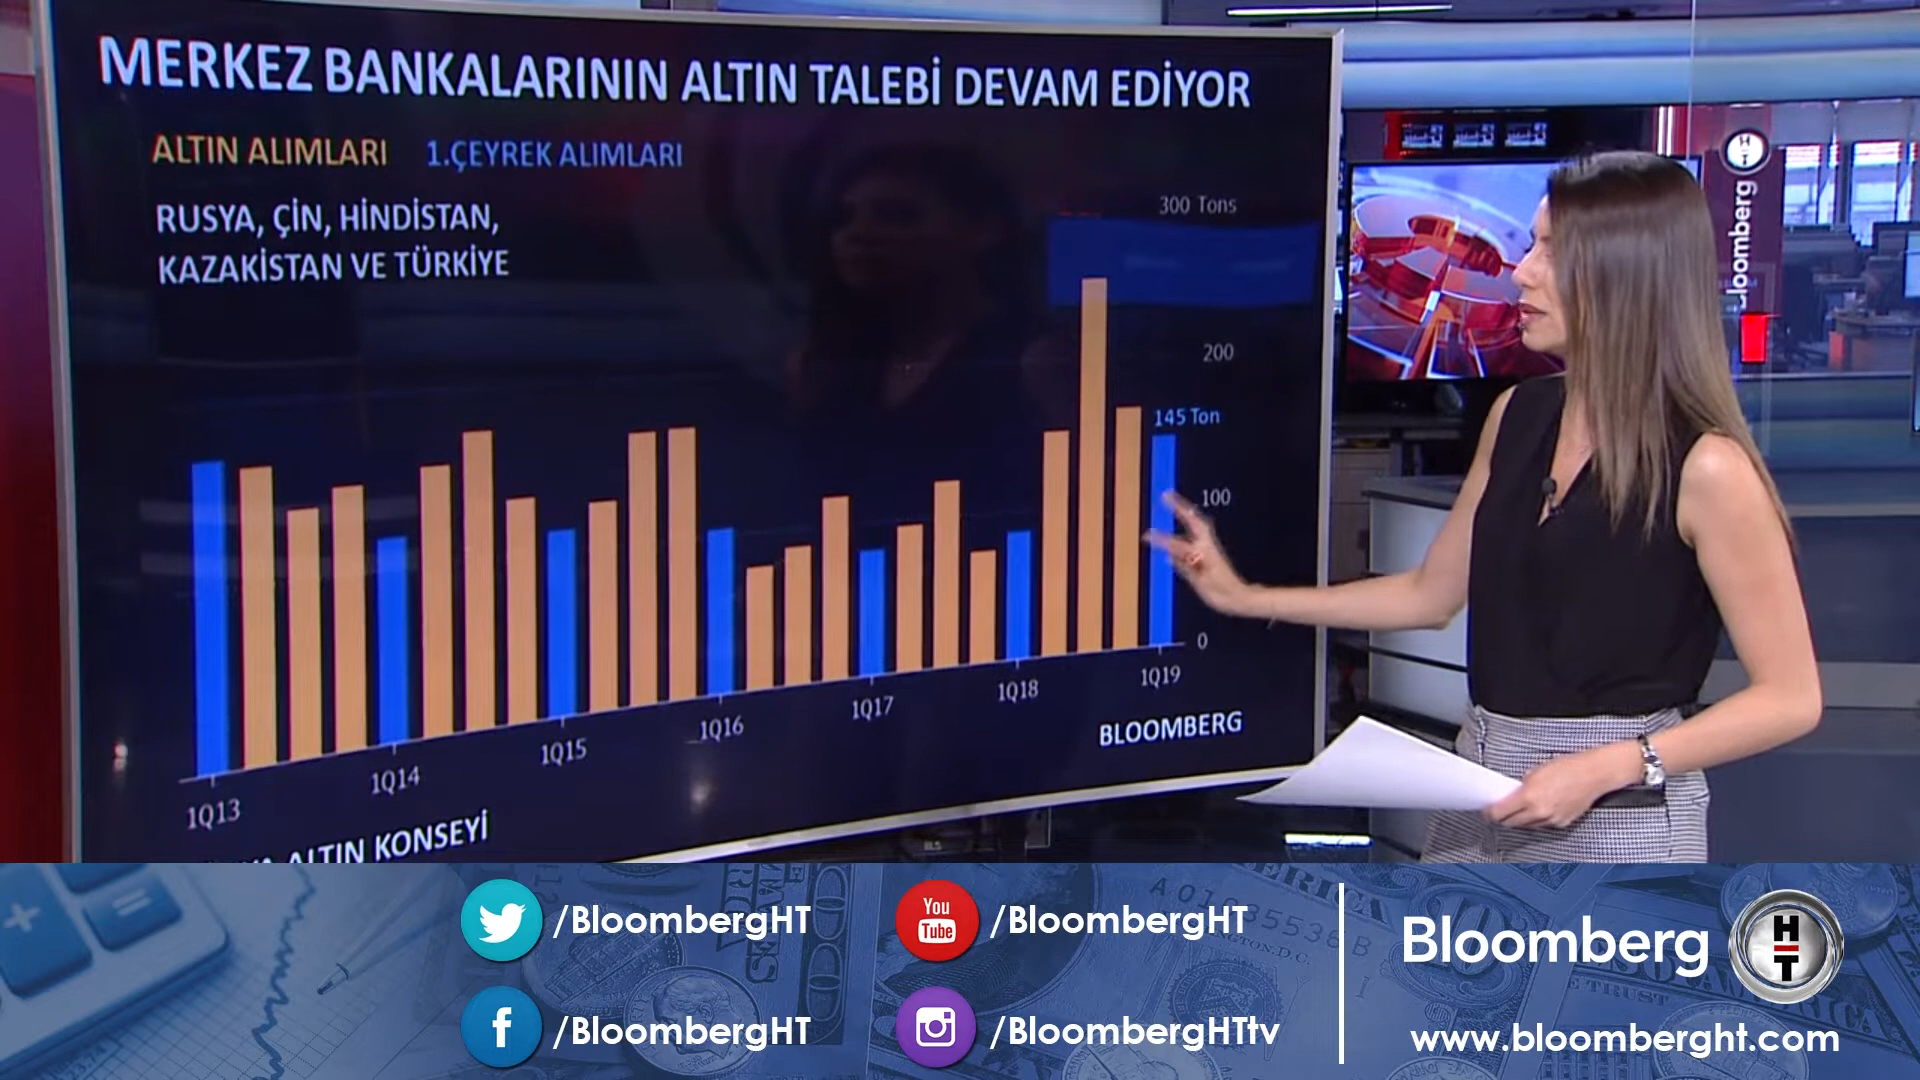 MERKEZ BANKALARININ ALTIN TALEBİ DEVAM EDİYOR
ALTIN ALIMLARI 1.ÇEYREK ALIMLARI
RUSYA, ÇİN, HİNDİSTAN,
KAZAKİSTAN VE TÜRKİYE
300 Tons
200
145 Ton
100
0
1Q13 1Q14 1Q15 1Q16 1Q17 1Q18 1Q19
BLOOMBERG
ALTIN KONSEYİ
HT
Bloomberg
/BloombergHT
You
Tube
/BloombergHT
/BloombergHT
/BloombergHTtv
Bloomberg
HT
www.bloomberght.com